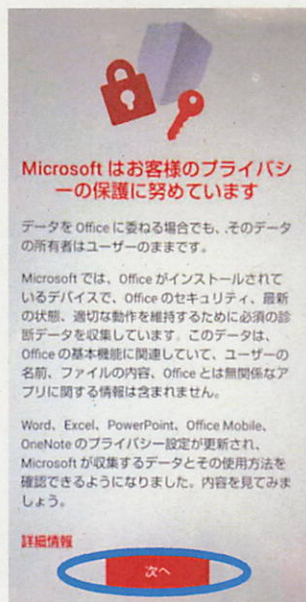 Microsoft はお客様のプライバシ
ーの保護に努めています
データを Office に委ねる場合でも、そのデータ
の所有者はユーザーのままです。
Microsoft では、Office がインストールされて
いるデバイスで、Office のセキュリティ、最新
の状態、適切な動作を維持するために必須の診
断データを収集しています。このデータは、
Office の基本機能に関連していて、ユーザーの
名前、ファイルの内容、Office とは無関係なア
プリに関する情報は含まれません。
Word、Excel、PowerPoint、Office Mobile、
OneNote のプライバシー設定が更新され、
Microsoft が収集するデータとその使用方法を
確認できるようになりました。内容を見てみま
しょう。
詳細情報
次へ